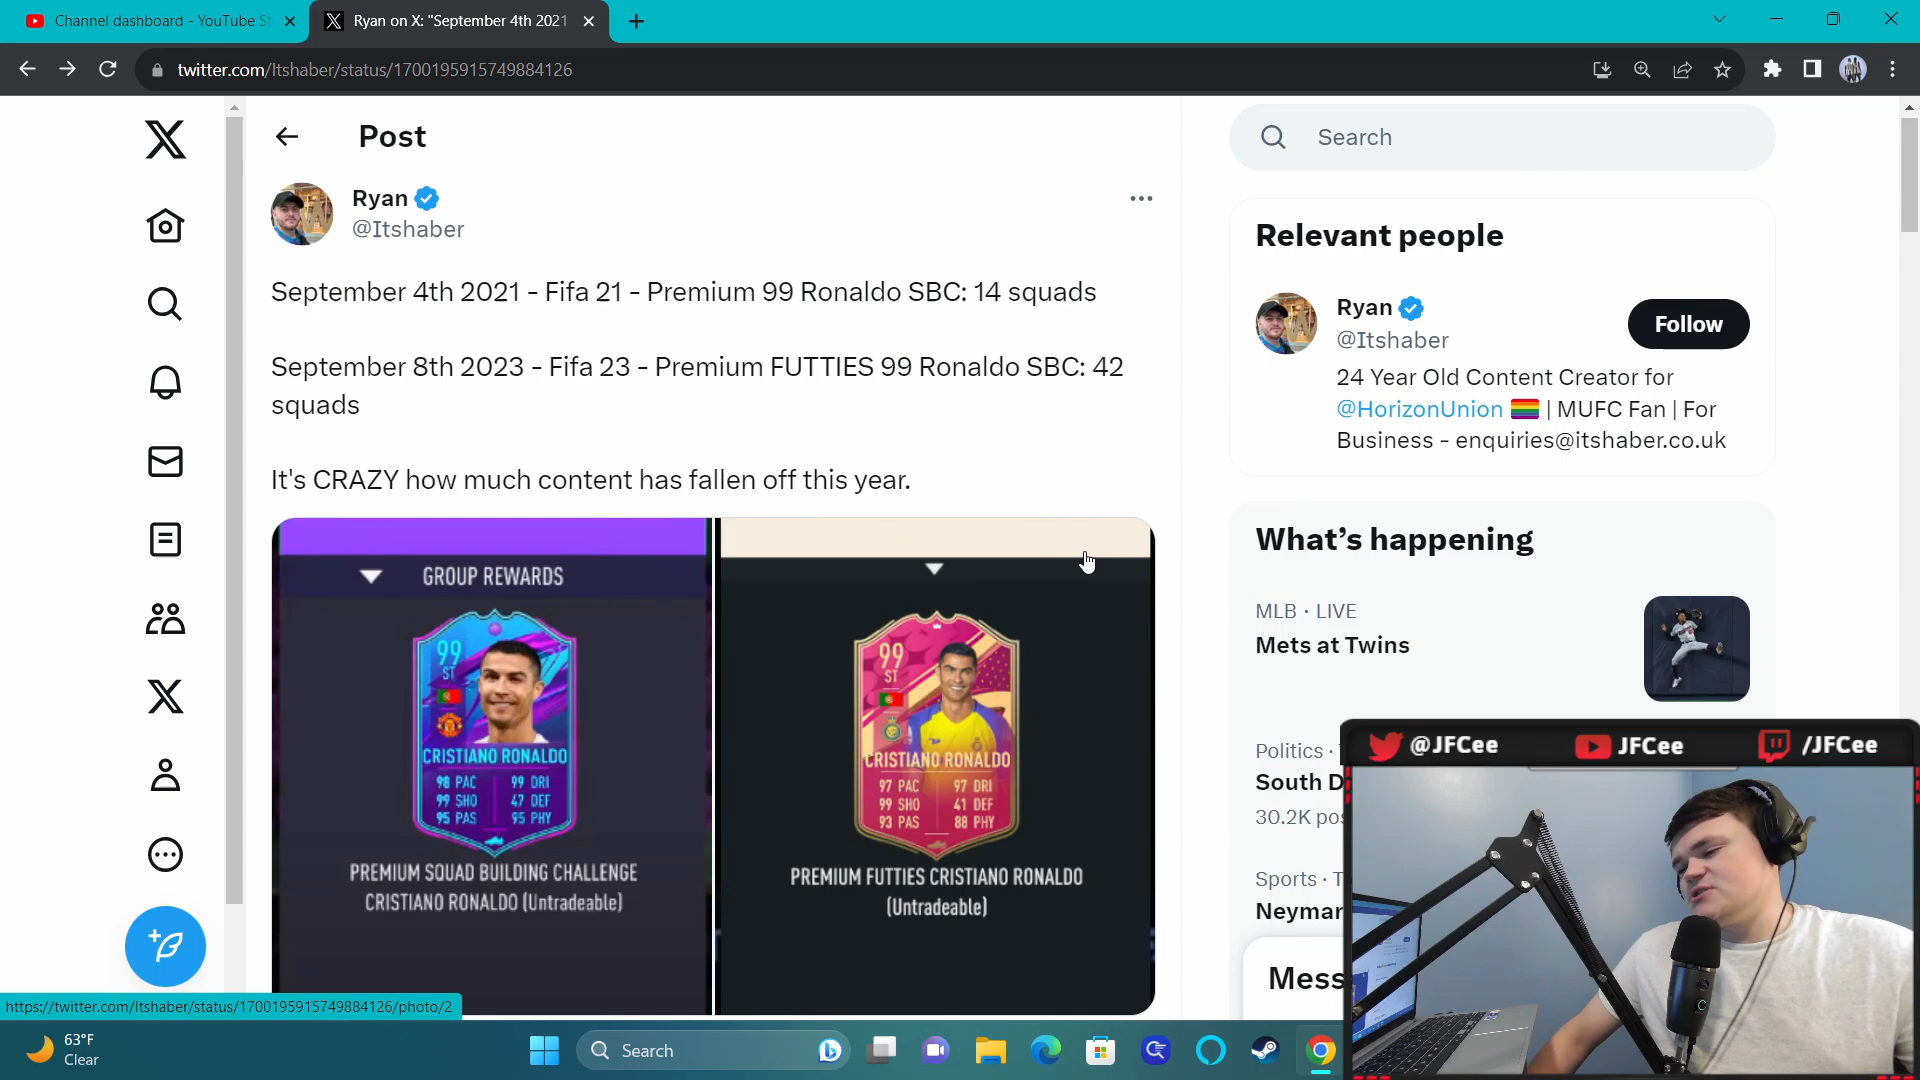 Channel dashboard - YouTube St
Ryan on X: "September 4th 2021
twitter.com/Itshaber/status/1700195915749884126
Post
Search
Ryan
@Itshaber
September 4th 2021 - Fifa 21 - Premium 99 Ronaldo SBC: 14 squads
September 8th 2023 - Fifa 23 - Premium FUTTIES 99 Ronaldo SBC: 42
squads
It's CRAZY how much content has fallen off this year.
GROUP REWARDS
99
ST
CRISTIANO RONALDO
98 PAC 99 DRI
99 SHO 47 DEF
95 PAS 95 PHY
PREMIUM SQUAD BUILDING CHALLENGE
CRISTIANO RONALDO (Untradeable)
99
ST
CRISTIANO RONALDO
97 PAC 97 DRI
99 SHO 41 DEF
93 PAS 88 PHY
PREMIUM FUTTIES CRISTIANO RONALDO
(Untradeable)
Relevant people
Ryan
@Itshaber
Follow
24 Year Old Content Creator for
@HorizonUnion 🏳️‍🌈 | MUFC Fan | For
Business - enquiries@itshaber.co.uk
What's happening
MLB · LIVE
Mets at Twins
Politics · 
South D
30.2K pos
Sports · T
Neymar
Mess
@JFCee
JFCee
/JFCee
https://twitter.com/Itshaber/status/1700195915749884126/photo/2
63°F
Clear
Search